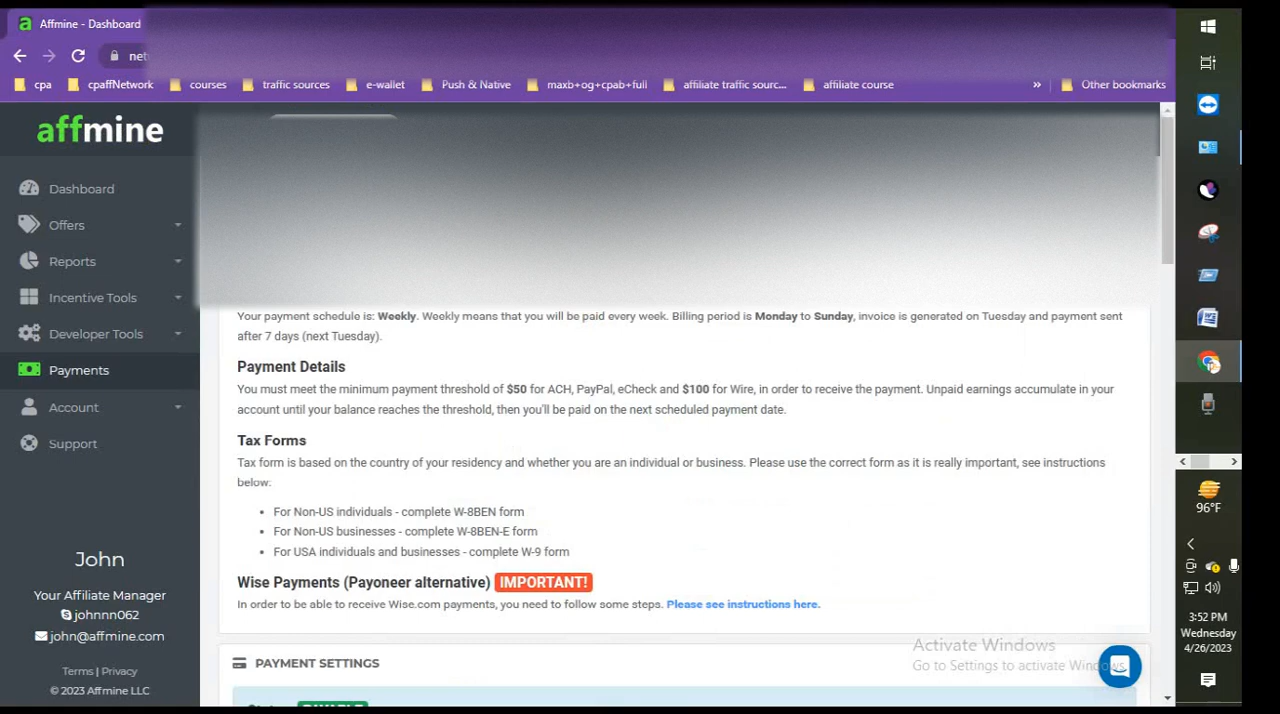 Affmine - Dashboard
cpa
cpaffNetwork
courses
traffic sources
e-wallet
Push & Native
maxb+og+cpab+full
affiliate traffic sourc...
affiliate course
»
Other bookmarks
affmine
Dashboard
Offers
Reports
Incentive Tools
Developer Tools
Payments
Account
Support
John
Your Affiliate Manager
johnnn062
john@affmine.com
Terms | Privacy
© 2023 Affmine LLC
Your payment schedule is: Weekly. Weekly means that you will be paid every week. Billing period is Monday to Sunday, invoice is generated on Tuesday and payment sent
after 7 days (next Tuesday).
Payment Details
You must meet the minimum payment threshold of $50 for ACH, PayPal, eCheck and $100 for Wire, in order to receive the payment. Unpaid earnings accumulate in your
account until your balance reaches the threshold, then you'll be paid on the next scheduled payment date.
Tax Forms
Tax form is based on the country of your residency and whether you are an individual or business. Please use the correct form as it is really important, see instructions
below:
• For Non-US individuals - complete W-8BEN form
• For Non-US businesses - complete W-8BEN-E form
• For USA individuals and businesses - complete W-9 form
Wise Payments (Payoneer alternative) IMPORTANT!
In order to be able to receive Wise.com payments, you need to follow some steps. Please see instructions here.
PAYMENT SETTINGS
Activate Windows
Go to Settings to activate Windows.
96°F
3:52 PM
Wednesday
4/26/2023